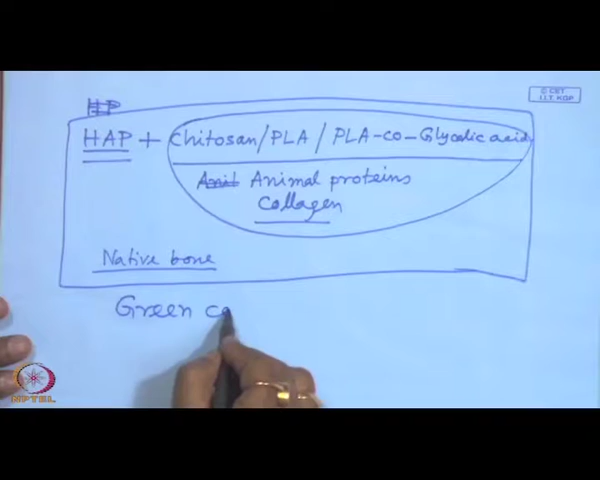 © CET
I.I.T. KGP
HAP + Chitosan/PLA / PLA-co-Glycolic acid
Animal proteins
Collagen
Native bone
Green co
NPTEL